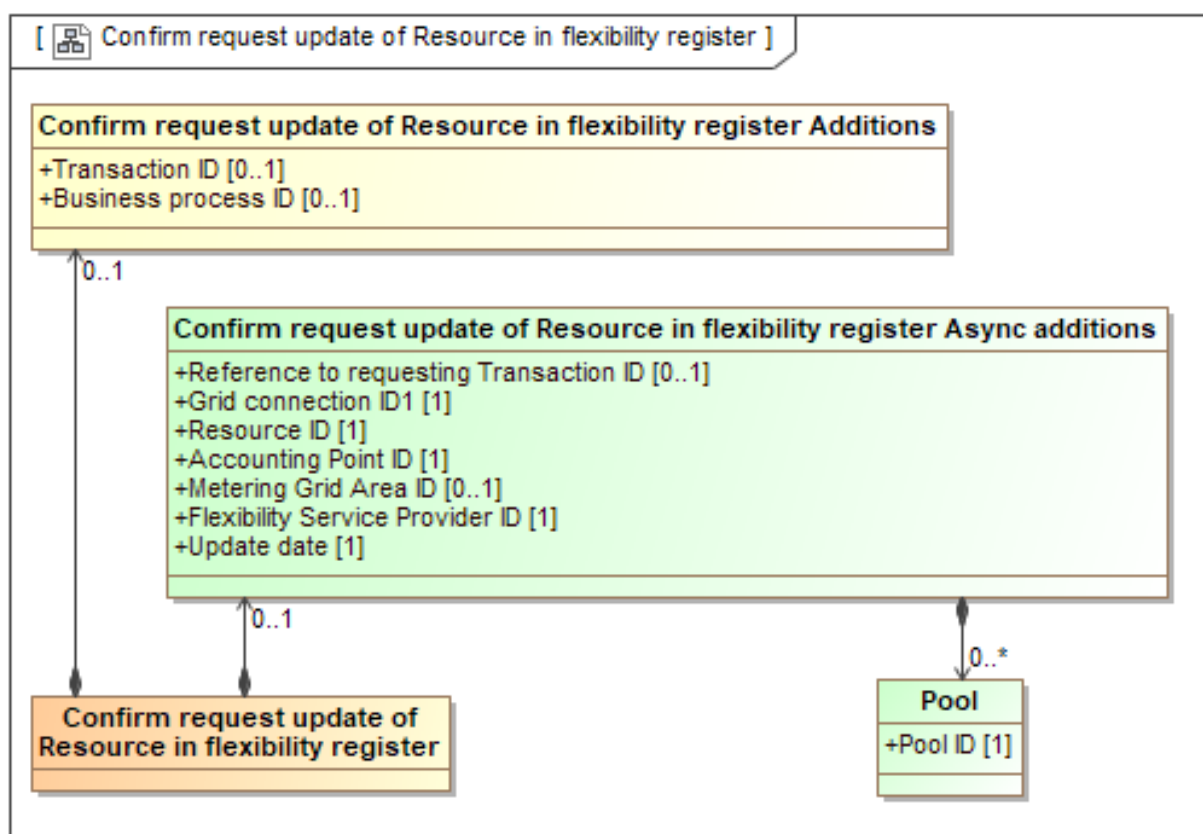 [ Confirm request update of Resource in flexibility register ]
Confirm request update of Resource in flexibility register Additions
+Transaction ID [0..1]
+Business process ID [0..1]
0..1
Confirm request update of Resource in flexibility register Async additions
+Reference to requesting Transaction ID [0..1]
+Grid connection ID1 [1]
+Resource ID [1]
+Accounting Point ID [1]
+Metering Grid Area ID [0..1]
+Flexibility Service Provider ID [1]
+Update date [1]
0..1
0..*
Confirm request update of
Resource in flexibility register
Pool
+Pool ID [1]